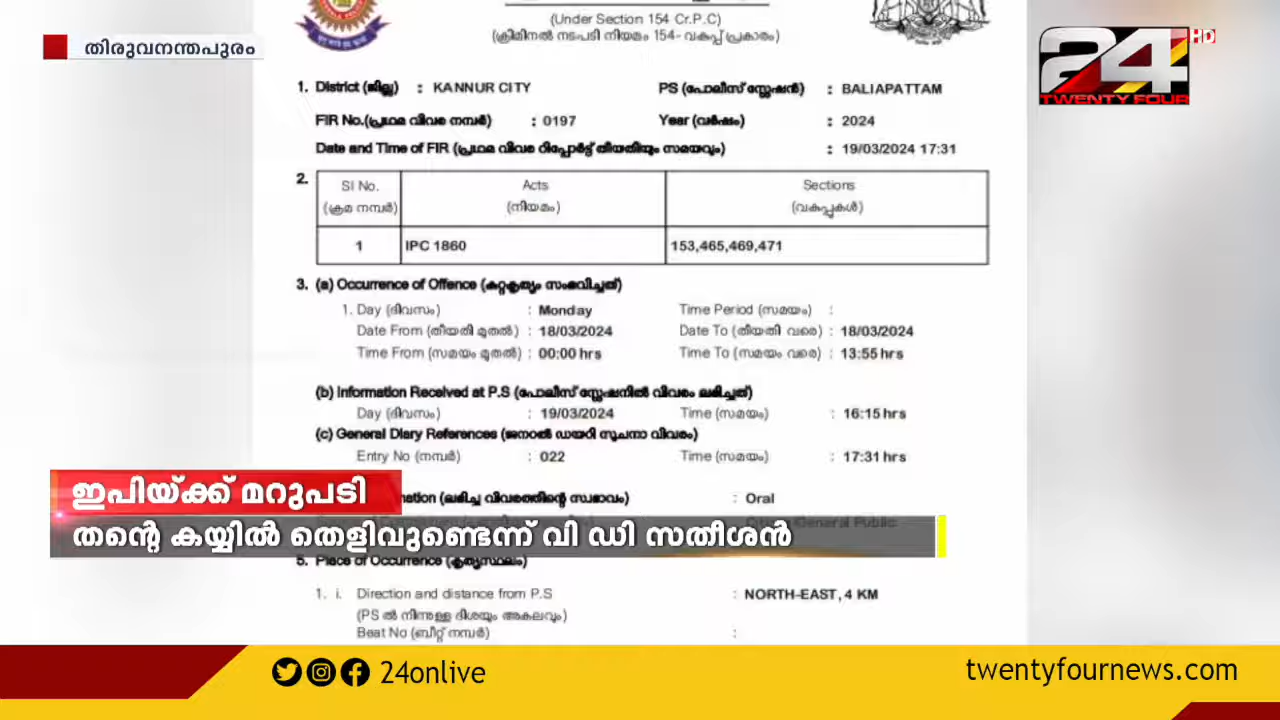 തിരുവനന്തപുരം
24 HD
TWENTY FOUR
(Under Section 154 Cr.P.C)
(ക്രിമിനൽ നടപടി നിയമം 154- വകുപ്പ് പ്രകാരം)
1. District (ജില്ല) : KANNUR CITY PS (പോലീസ് സ്റ്റേഷൻ) : BALIAPATTAM
FIR No.(പ്രഥമ വിവര നമ്പർ) : 0197 Year (വർഷം) : 2024
Date and Time of FIR (പ്രഥമ വിവര റിപ്പോർട്ട് തീയതിയും സമയവും) : 19/03/2024 17:31
2. Sl No. Acts Sections
(ക്രമ നമ്പർ) (നിയമം) (വകുപ്പുകൾ)
1 IPC 1860 153,465,469,471
3. (a) Occurrence of Offence (കുറ്റകൃത്യം സംഭവിച്ചത്)
1. Day (ദിവസം) : Monday Time Period (സമയം) :
Date From (തീയതി മുതൽ) : 18/03/2024 Date To (തീയതി വരെ) : 18/03/2024
Time From (സമയം മുതൽ) : 00:00 hrs Time To (സമയം വരെ) : 13:55 hrs
(b) Information Received at P.S (പോലീസ് സ്റ്റേഷനിൽ വിവരം ലഭിച്ചത്)
Day (ദിവസം) : 19/03/2024 Time (സമയം) : 16:15 hrs
(c) General Diary References (ജനറൽ ഡയറി സൂചനാ വിവരം)
Entry No (നമ്പർ) : 022 Time (സമയം) : 17:31 hrs
ഇപിയ്ക്ക് മറുപടി
(ലഭിച്ച വിവരത്തിന്റെ സ്വഭാവം) : Oral
തന്റെ കയ്യിൽ തെളിവുണ്ടെന്ന് വി ഡി സതീശൻ
General Public
5. Place of Occurrence (കൃത്യസ്ഥലം)
1. i. Direction and distance from P.S : NORTH-EAST, 4 KM
(PS ൽ നിന്നുള്ള ദിശയും അകലവും)
Beat No (ബീറ്റ് നമ്പർ) :
24onlive
twentyfournews.com